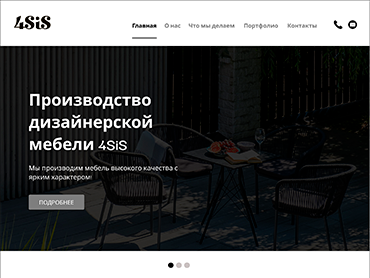 4SiS
Главная О нас Что мы делаем Портфолио Контакты
Производство
дизайнерской
мебели 4SiS
Мы производим мебель высокого качества с
ярким характером!
ПОДРОБНЕЕ